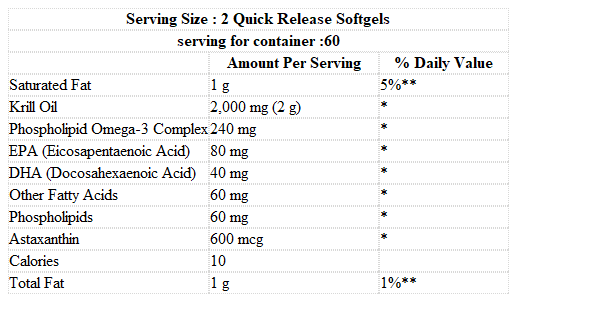 Serving Size : 2 Quick Release Softgels
serving for container :60
Amount Per Serving % Daily Value
Saturated Fat 1 g 5%**
Krill Oil 2,000 mg (2 g) *
Phospholipid Omega-3 Complex 240 mg *
EPA (Eicosapentaenoic Acid) 80 mg *
DHA (Docosahexaenoic Acid) 40 mg *
Other Fatty Acids 60 mg *
Phospholipids 60 mg *
Astaxanthin 600 mcg *
Calories 10
Total Fat 1 g 1%**